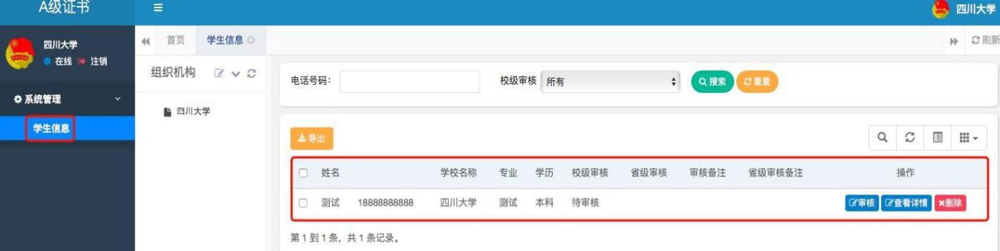 A级证书
四川大学
四川大学
在线 注销
首页 学生信息
刷新
组织机构
系统管理
学生信息
四川大学
电话号码: 校级审核 所有 搜索 重置
导出
姓名 学校名称 专业 学历 校级审核 省级审核 审核备注 省级审核备注 操作
测试 18888888888 四川大学 测试 本科 待审核 审核 查看详情 删除
第 1 到 1 条，共 1 条记录。